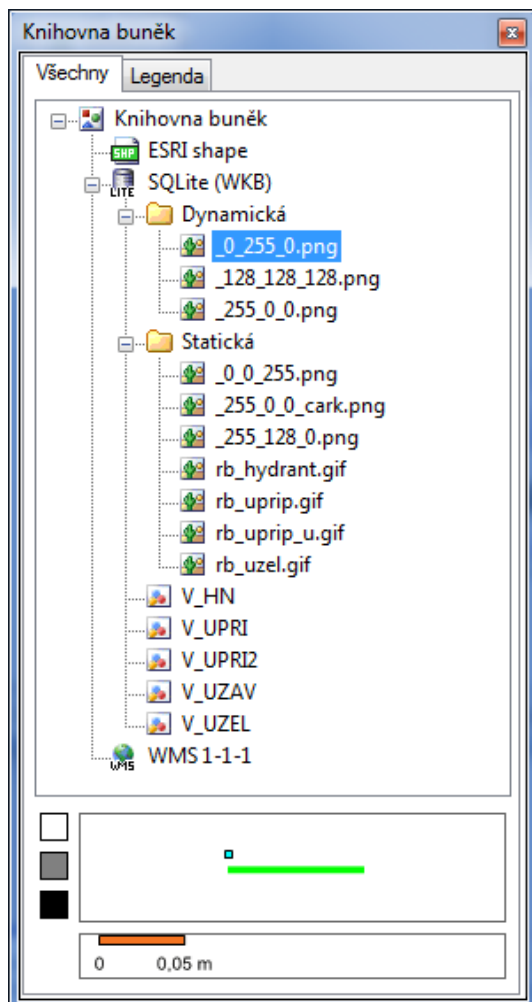 Knihovna buněk
Všechny Legenda
Knihovna buněk
SHP ESRI shape
LITE SQLite (WKB)
Dynamická
_0_255_0.png
_128_128_128.png
_255_0_0.png
Statická
_0_0_255.png
_255_0_0_cark.png
_255_128_0.png
rb_hydrant.gif
rb_uprip.gif
rb_uprip_u.gif
rb_uzel.gif
V_HN
V_UPRI
V_UPRI2
V_UZAV
V_UZEL
WMS WMS 1-1-1
0 0,05 m